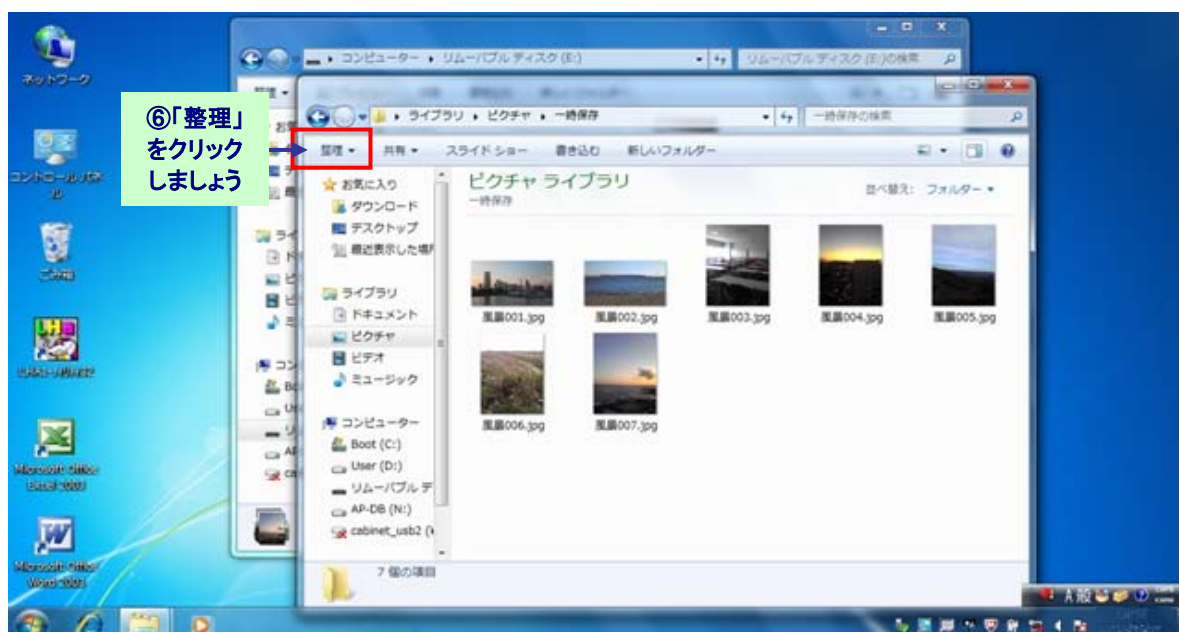 ネットワーク
コンピューター
リムーバブル ディスク (E:)
リムーバブル ディスク (E:)の検索
⑥「整理」
をクリック
しましょう
ライブラリ
ピクチャ
一時保存
一時保存の検索
整理
共有
スライド ショー
書き込む
新しいフォルダー
お気に入り
ダウンロード
デスクトップ
最近表示した場所
ライブラリ
ドキュメント
ピクチャ
ビデオ
ミュージック
コンピューター
Boot (C:)
User (D:)
リムーバブル デ
AP-DB (N:)
cabinet_usb2 (
ピクチャ ライブラリ
一時保存
並べ替え: フォルダー
風景001.jpg
風景002.jpg
風景003.jpg
風景004.jpg
風景005.jpg
風景006.jpg
風景007.jpg
7 個の項目
コントロール パネ
ル
ごみ箱
Microsoft Office
Excel 2003
Microsoft Office
Word 2003
A 般